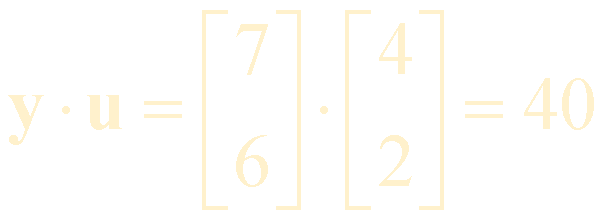 y · u = [7 6] · [4 2] = 40